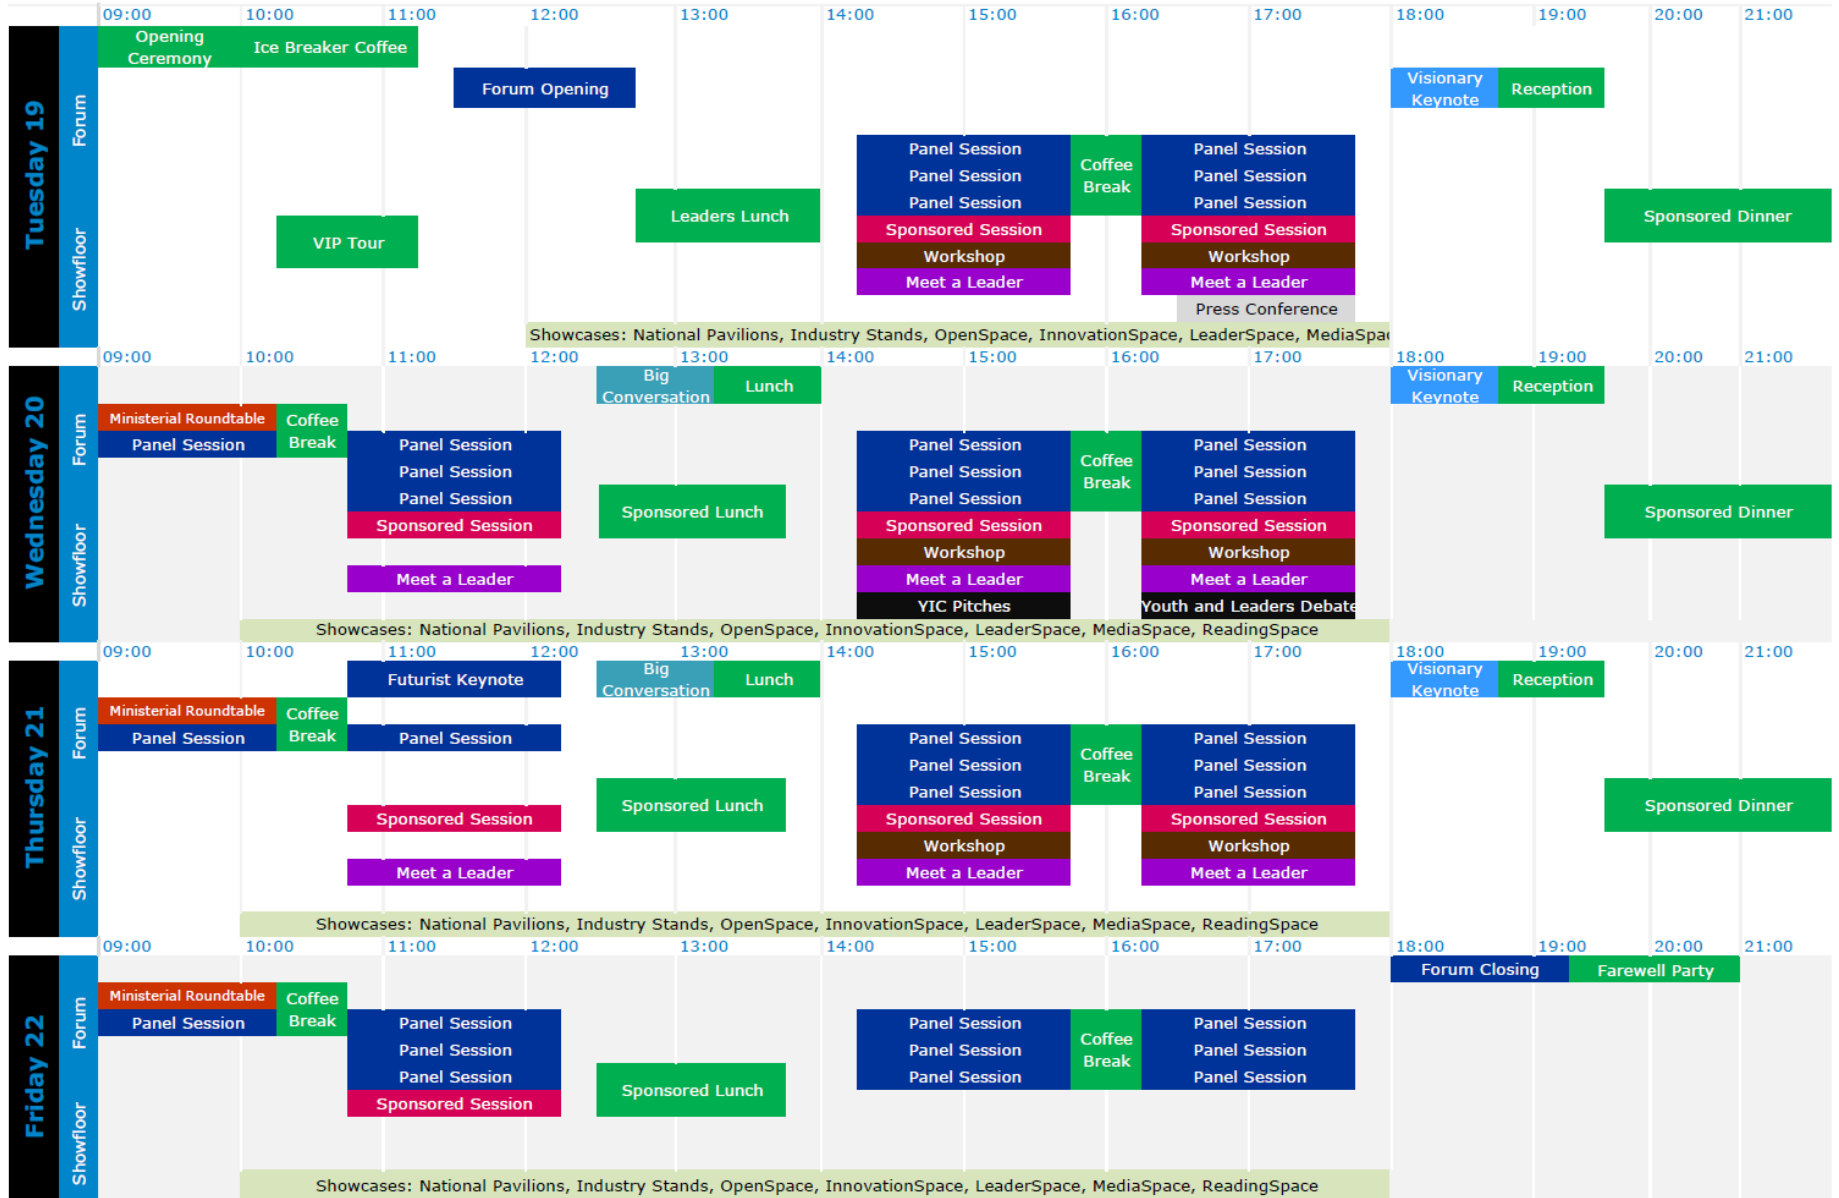 09:00 10:00 11:00 12:00 13:00 14:00 15:00 16:00 17:00 18:00 19:00 20:00 21:00
Tuesday 19
Forum
Showfloor
Opening
Ceremony
Ice Breaker Coffee
Forum Opening
Visionary
Keynote
Reception
Panel Session
Panel Session
Panel Session
Coffee
Break
Panel Session
Panel Session
Panel Session
Leaders Lunch
Sponsored Dinner
VIP Tour
Sponsored Session
Sponsored Session
Workshop
Workshop
Meet a Leader
Meet a Leader
Press Conference
Showcases: National Pavilions, Industry Stands, OpenSpace, InnovationSpace, LeaderSpace, MediaSpac
09:00 10:00 11:00 12:00 13:00 14:00 15:00 16:00 17:00 18:00 19:00 20:00 21:00
Wednesday 20
Forum
Showfloor
Big
Conversation
Lunch
Visionary
Keynote
Reception
Ministerial Roundtable
Panel Session
Coffee
Break
Panel Session
Panel Session
Panel Session
Sponsored Session
Meet a Leader
Sponsored Lunch
Panel Session
Panel Session
Panel Session
Sponsored Session
Workshop
Meet a Leader
YIC Pitches
Coffee
Break
Panel Session
Panel Session
Panel Session
Sponsored Session
Workshop
Meet a Leader
Youth and Leaders Debate
Sponsored Dinner
Showcases: National Pavilions, Industry Stands, OpenSpace, InnovationSpace, LeaderSpace, MediaSpace, ReadingSpace
09:00 10:00 11:00 12:00 13:00 14:00 15:00 16:00 17:00 18:00 19:00 20:00 21:00
Thursday 21
Forum
Showfloor
Futurist Keynote
Big
Conversation
Lunch
Visionary
Keynote
Reception
Ministerial Roundtable
Panel Session
Coffee
Break
Panel Session
Sponsored Session
Meet a Leader
Sponsored Lunch
Panel Session
Panel Session
Panel Session
Sponsored Session
Workshop
Meet a Leader
Coffee
Break
Panel Session
Panel Session
Panel Session
Sponsored Session
Workshop
Meet a Leader
Sponsored Dinner
Showcases: National Pavilions, Industry Stands, OpenSpace, InnovationSpace, LeaderSpace, MediaSpace, ReadingSpace
09:00 10:00 11:00 12:00 13:00 14:00 15:00 16:00 17:00 18:00 19:00 20:00 21:00
Friday 22
Forum
Showfloor
Forum Closing
Farewell Party
Ministerial Roundtable
Panel Session
Coffee
Break
Panel Session
Panel Session
Panel Session
Sponsored Session
Sponsored Lunch
Panel Session
Panel Session
Panel Session
Coffee
Break
Panel Session
Panel Session
Panel Session
Showcases: National Pavilions, Industry Stands, OpenSpace, InnovationSpace, LeaderSpace, MediaSpace, ReadingSpace